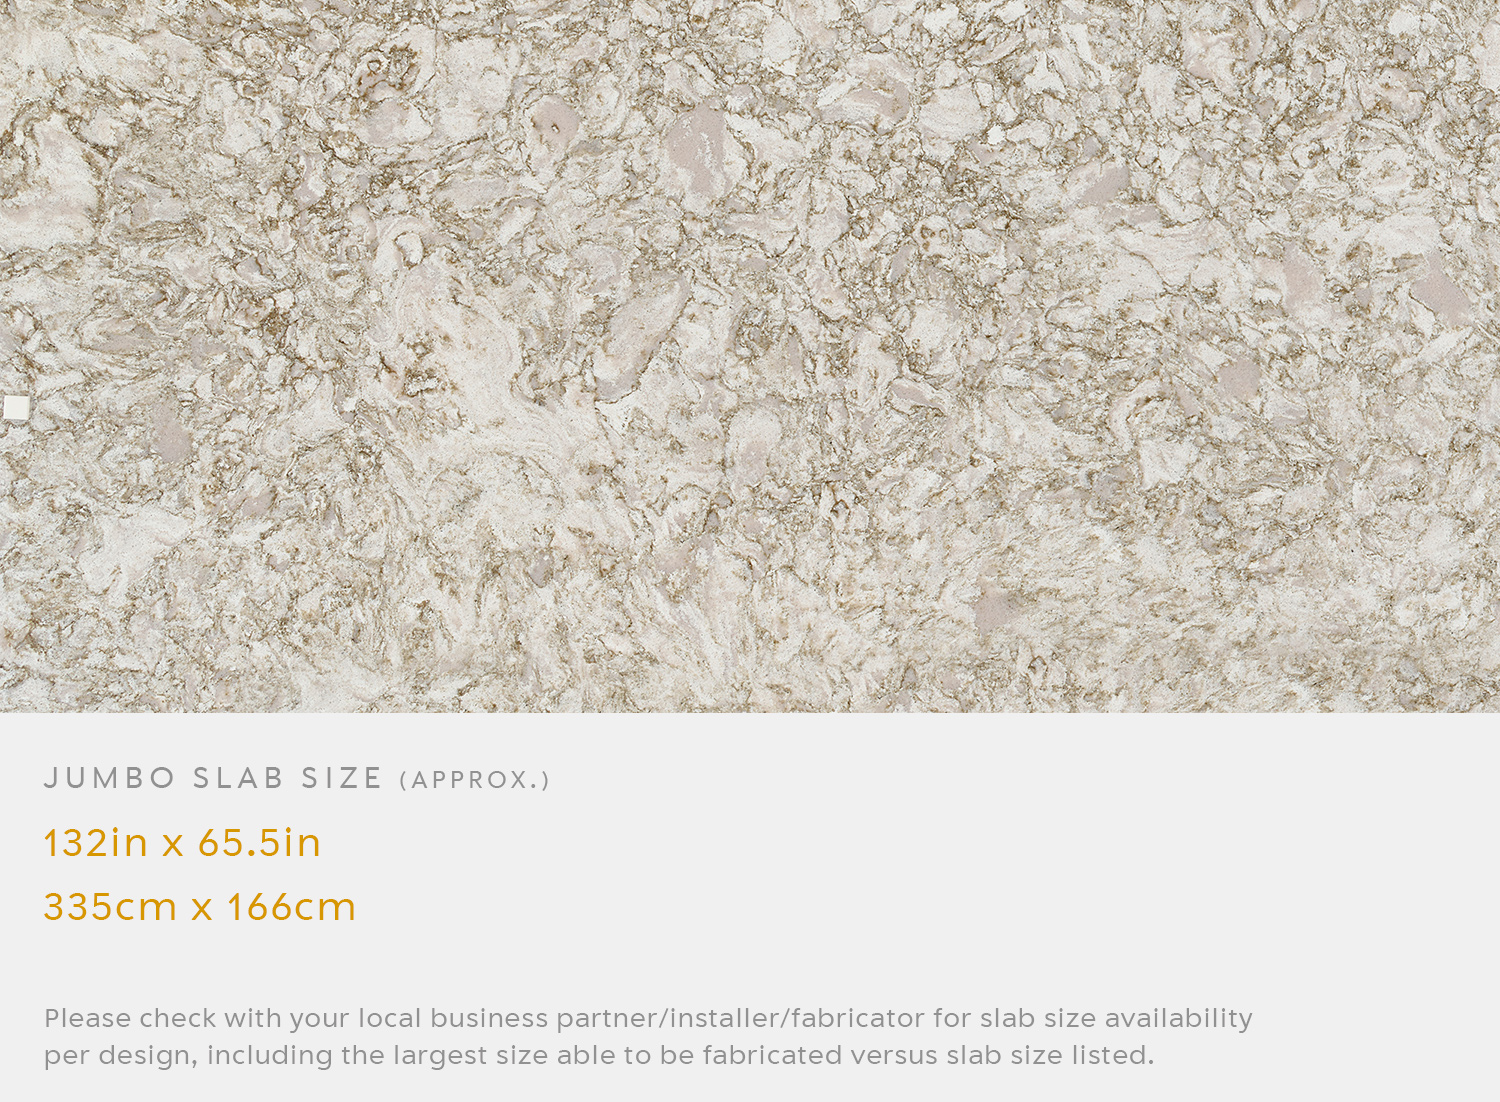 JUMBO SLAB SIZE (APPROX.)
132in x 65.5in
335cm x 166cm
Please check with your local business partner/installer/fabricator for slab size availability
per design, including the largest size able to be fabricated versus slab size listed.